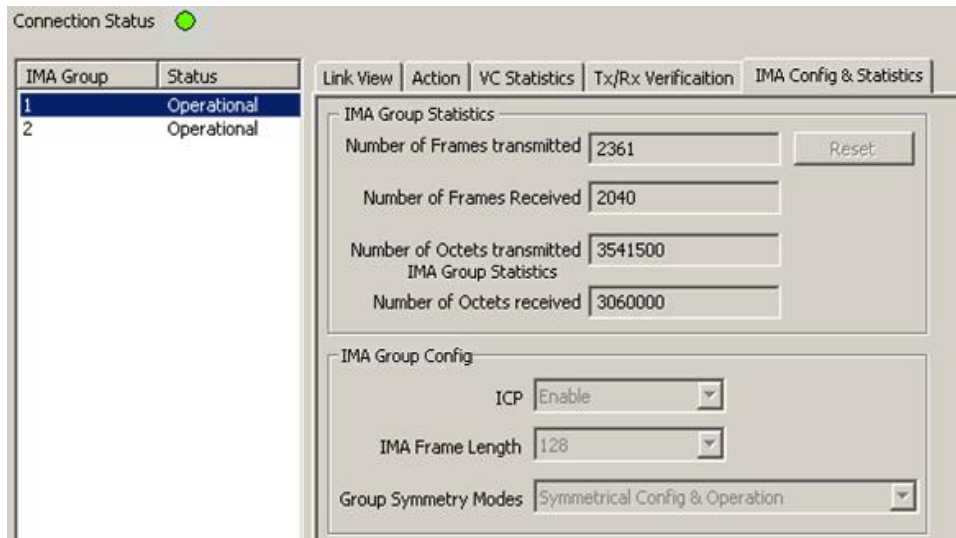 Connection Status
IMA Group Status
1 Operational
2 Operational
Link View Action VC Statistics Tx/Rx Verificaition IMA Config & Statistics
IMA Group Statistics
Number of Frames transmitted 2361 Reset
Number of Frames Received 2040
Number of Octets transmitted 3541500
IMA Group Statistics
Number of Octets received 3060000
IMA Group Config
ICP Enable
IMA Frame Length 128
Group Symmetry Modes Symmetrical Config & Operation